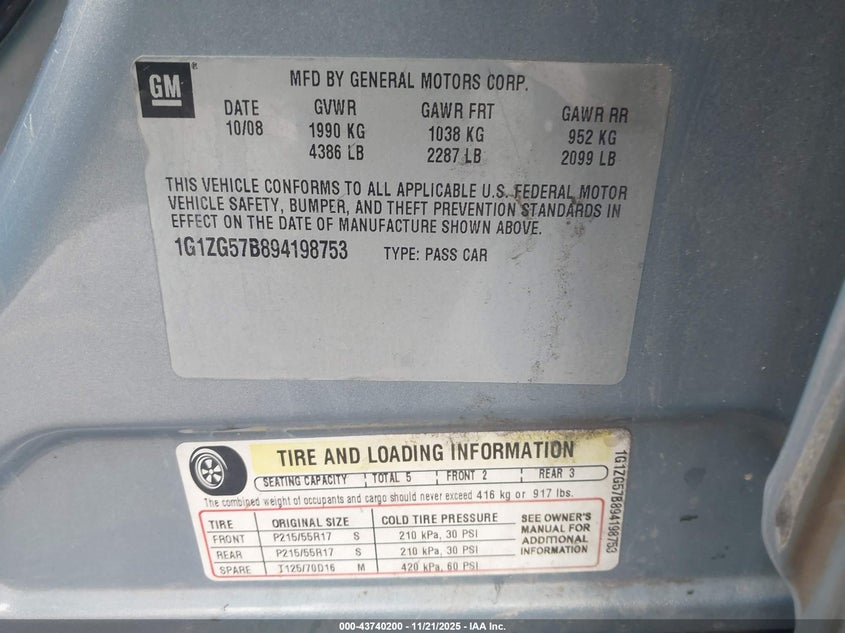 GM®
MFD BY GENERAL MOTORS CORP.
DATE GVWR GAWR FRT GAWR RR
10/08 1990 KG 1038 KG 952 KG
4386 LB 2287 LB 2099 LB
THIS VEHICLE CONFORMS TO ALL APPLICABLE U.S. FEDERAL MOTOR
VEHICLE SAFETY, BUMPER, AND THEFT PREVENTION STANDARDS IN
EFFECT ON THE DATE OF MANUFACTURE SHOWN ABOVE.
1G1ZG57B894198753 TYPE: PASS CAR
TIRE AND LOADING INFORMATION
SEATING CAPACITY TOTAL 5 FRONT 2 REAR 3
The combined weight of occupants and cargo should never exceed 416 kg or 917 lbs.
TIRE ORIGINAL SIZE COLD TIRE PRESSURE
FRONT P215/55R17 S 210 kPa, 30 PSI
REAR P215/55R17 S 210 kPa, 30 PSI
SPARE T125/70D16 M 420 kPa, 60 PSI
SEE OWNER'S
MANUAL FOR
ADDITIONAL
INFORMATION
1G1ZG57B894198753
000-43740200 - 11/21/2025 - IAA Inc.